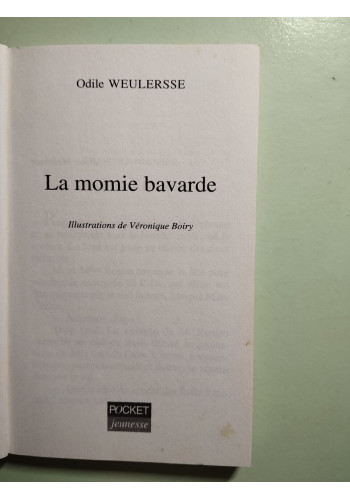 Odile WEULERSSE
La momie bavarde
Illustrations de Véronique Boiry
POCKET
jeunesse